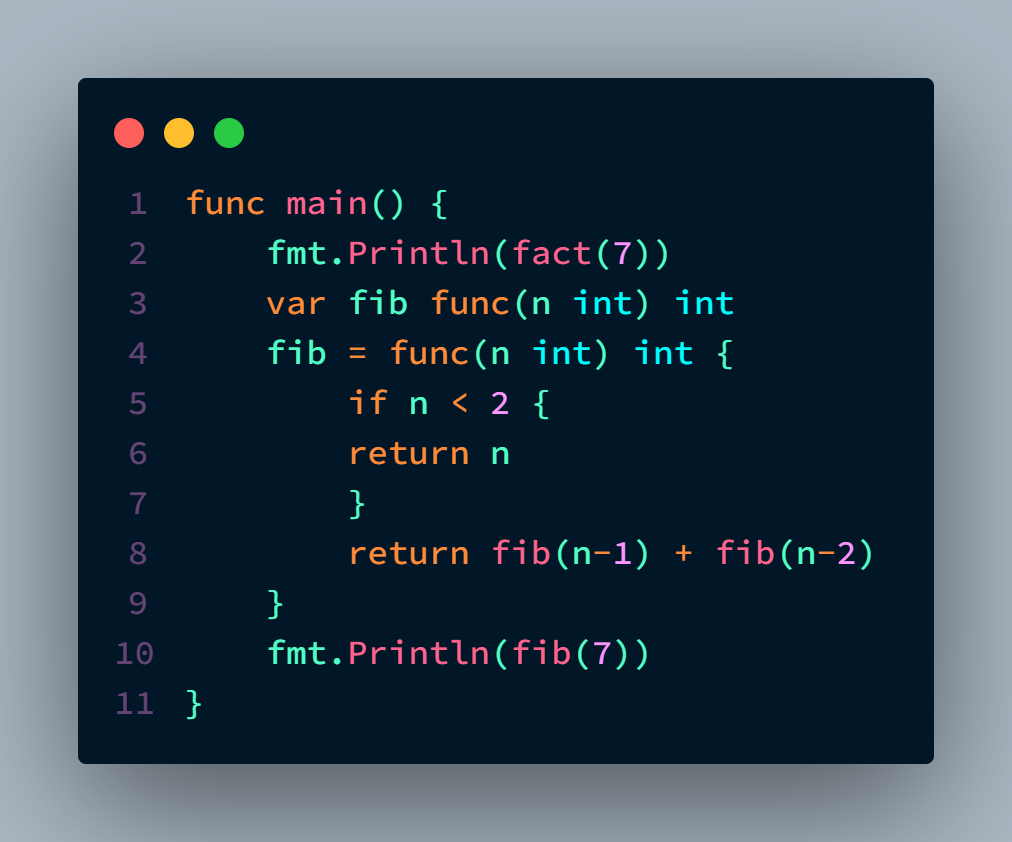 1 func main() {
2     fmt.Println(fact(7))
3     var fib func(n int) int
4     fib = func(n int) int {
5         if n < 2 {
6         return n
7         }
8         return fib(n-1) + fib(n-2)
9     }
10     fmt.Println(fib(7))
11 }